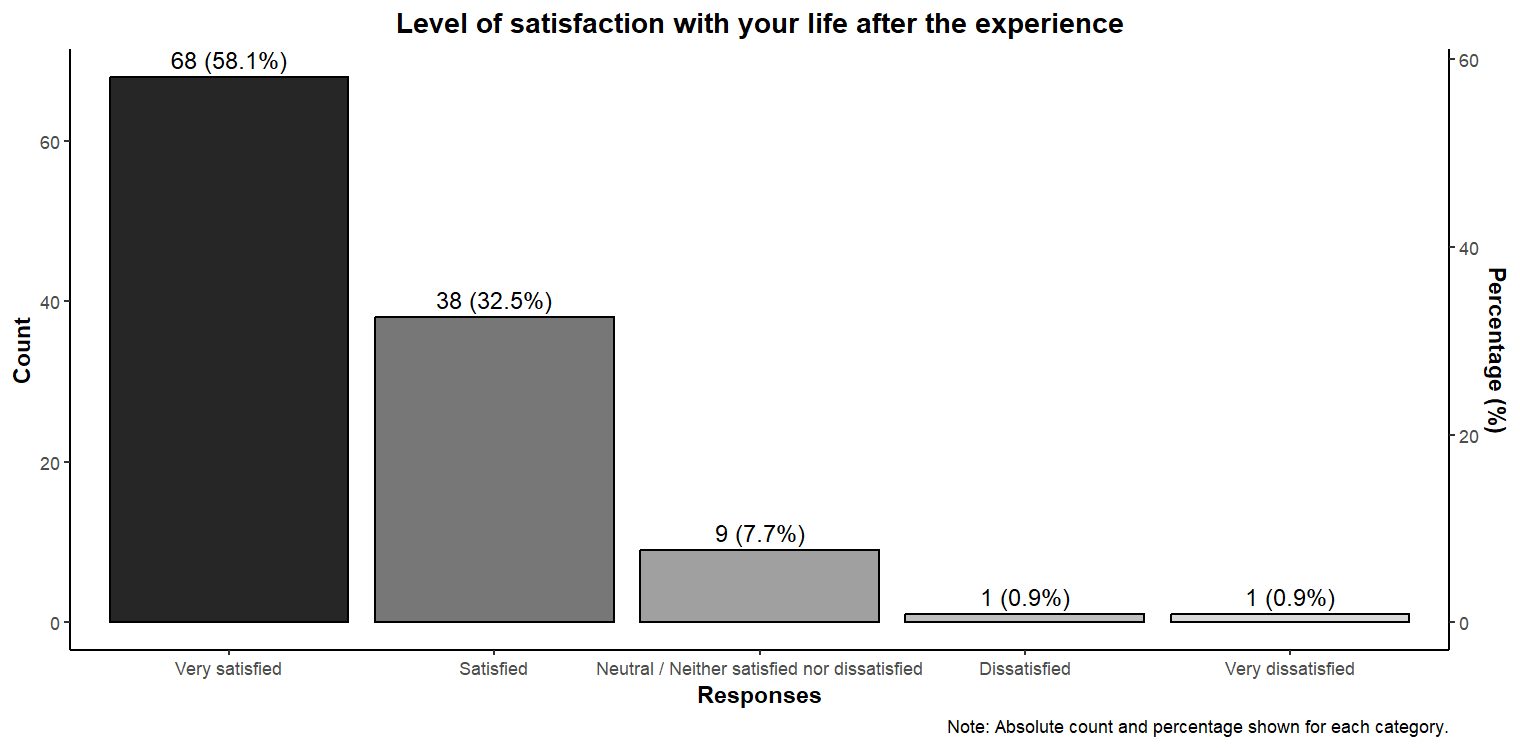 Level of satisfaction with your life after the experience
68 (58.1%)
38 (32.5%)
9 (7.7%)
1 (0.9%)
1 (0.9%)
Count
60
40
20
0
Percentage (%)
60
40
20
0
Very satisfied
Satisfied
Neutral / Neither satisfied nor dissatisfied
Dissatisfied
Very dissatisfied
Responses
Note: Absolute count and percentage shown for each category.